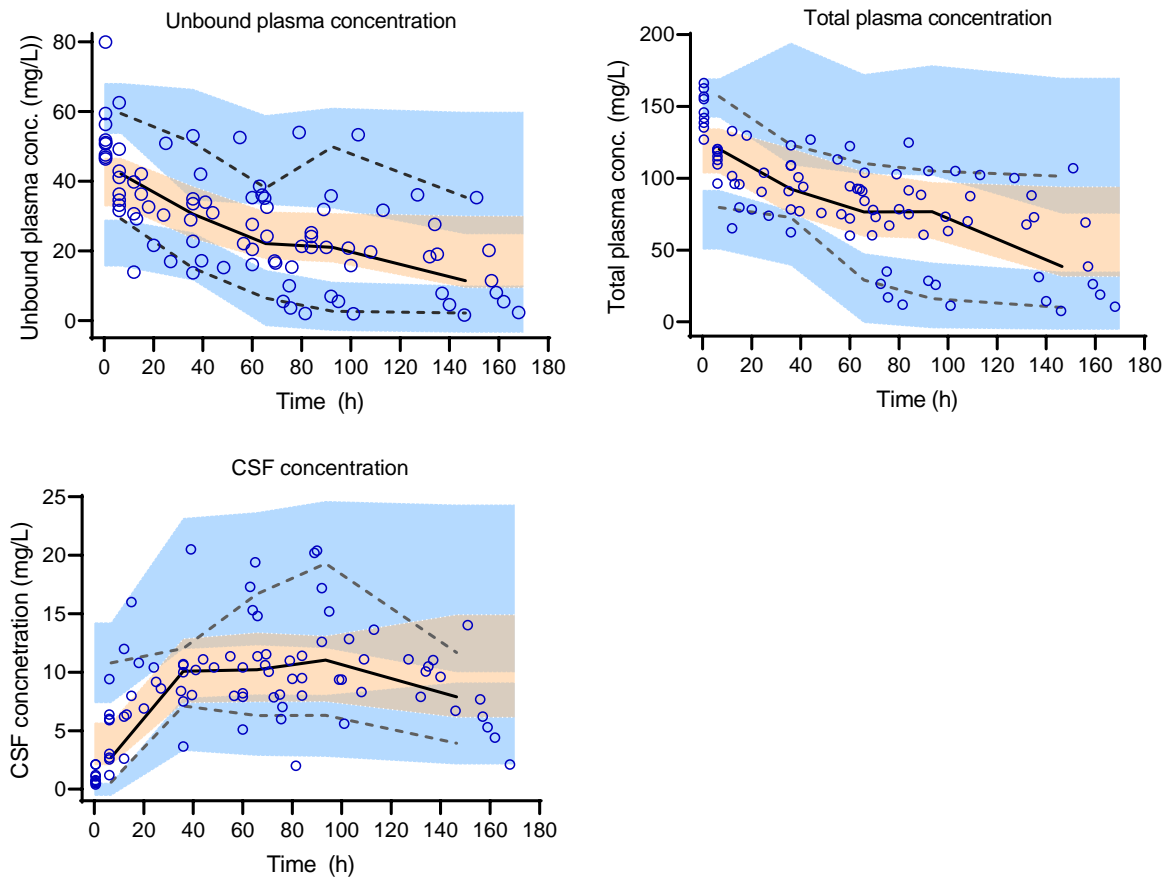 Unbound plasma concentration
Unbound plasma conc. (mg/L))
80
60
40
20
0
0 20 40 60 80 100 120 140 160 180
Time (h)
Total plasma concentration
Total plasma conc. (mg/L)
200
150
100
50
0
0 20 40 60 80 100 120 140 160 180
Time (h)
CSF concentration
CSF concnetration (mg/L)
25
20
15
10
5
0
0 20 40 60 80 100 120 140 160 180
Time (h)